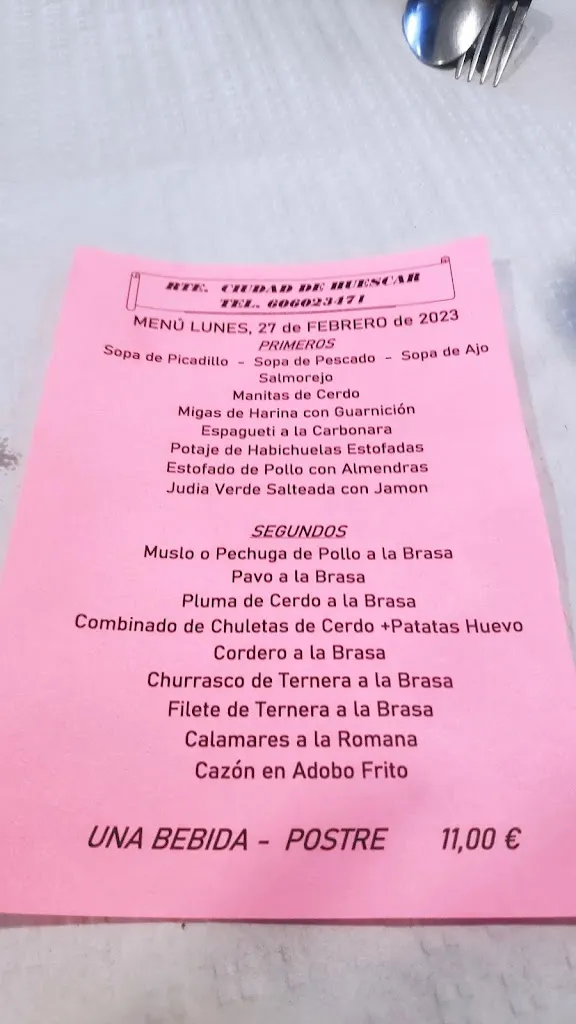 RTE. CIUDAD DE HUESCAR
TEL. 606023471
MENÚ LUNES, 27 de FEBRERO de 2023
PRIMEROS
Sopa de Picadillo - Sopa de Pescado - Sopa de Ajo
Salmorejo
Manitas de Cerdo
Migas de Harina con Guarnición
Espagueti a la Carbonara
Potaje de Habichuelas Estofadas
Estofado de Pollo con Almendras
Judia Verde Salteada con Jamon
SEGUNDOS
Muslo o Pechuga de Pollo a la Brasa
Pavo a la Brasa
Pluma de Cerdo a la Brasa
Combinado de Chuletas de Cerdo +Patatas Huevo
Cordero a la Brasa
Churrasco de Ternera a la Brasa
Filete de Ternera a la Brasa
Calamares a la Romana
Cazón en Adobo Frito
UNA BEBIDA - POSTRE 11,00 €